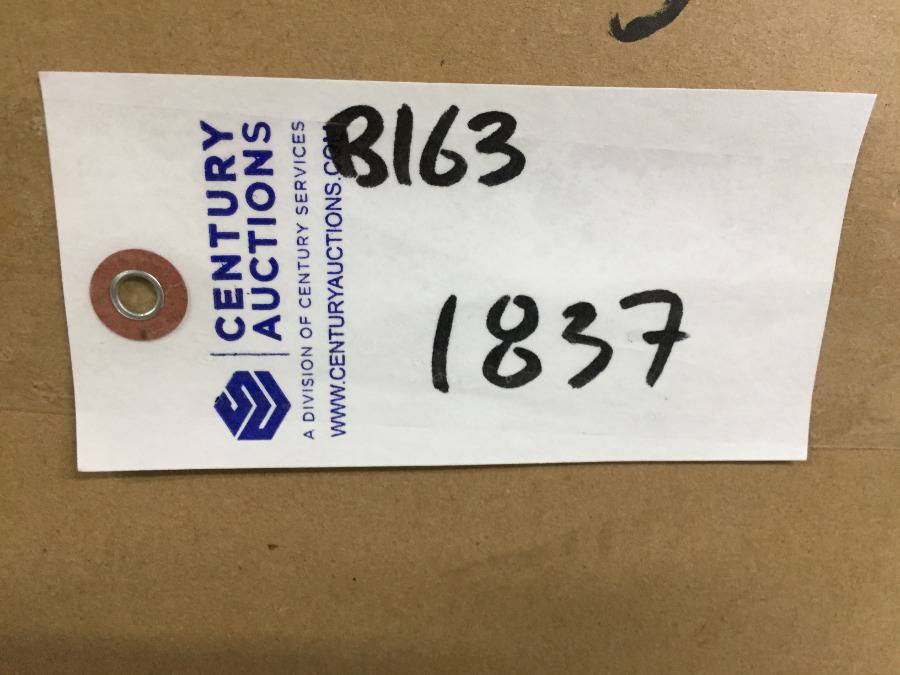 B163
1837
CENTURY
AUCTIONS
A DIVISION OF CENTURY SERVICES
WWW.CENTURYAUCTIONS.COM